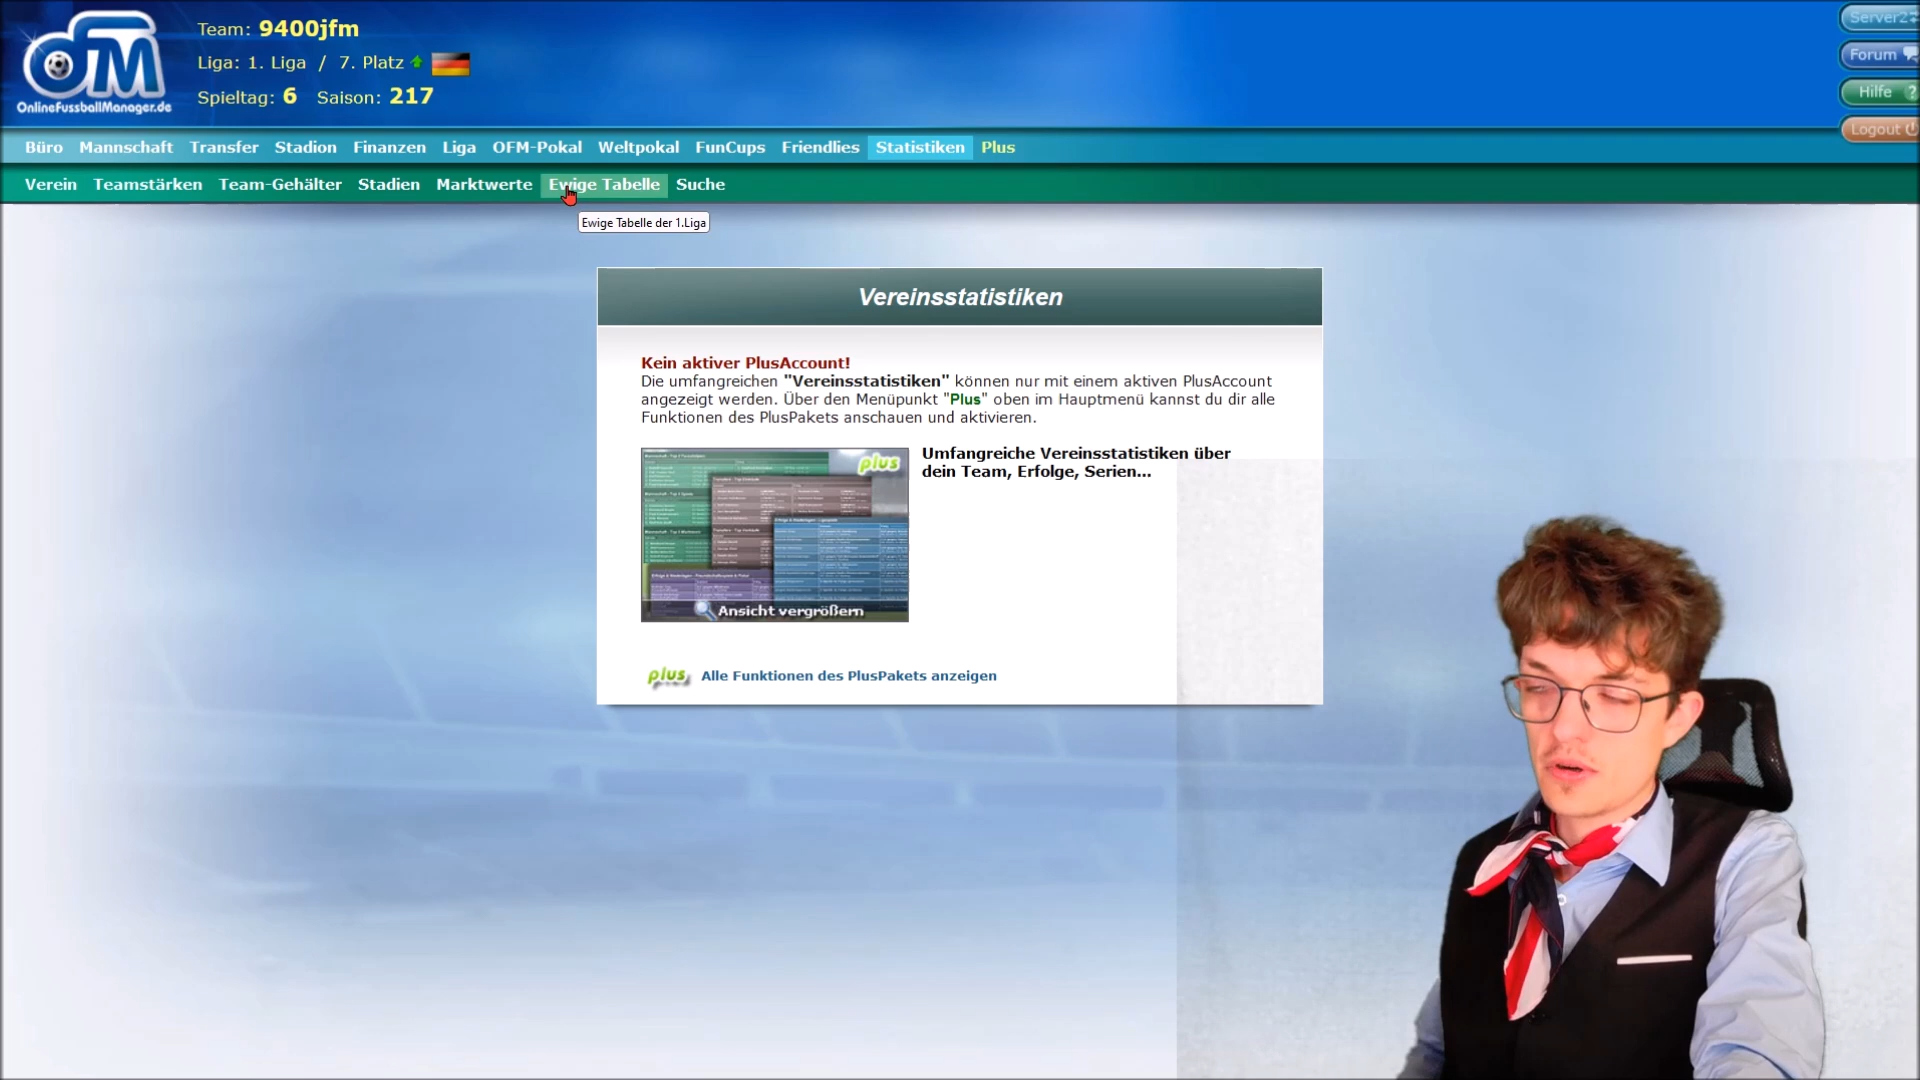 OFM
OnlineFussballManager.de
Team: 9400jfm
Liga: 1. Liga / 7. Platz
Spieltag: 6 Saison: 217
Server2
Forum
Hilfe ?
Logout
Büro Mannschaft Transfer Stadion Finanzen Liga OFM-Pokal Weltpokal FunCups Friendlies Statistiken Plus
Verein Teamstärken Team-Gehälter Stadien Marktwerte Ewige Tabelle Suche
Ewige Tabelle der 1.Liga
Vereinsstatistiken
Kein aktiver PlusAccount!
Die umfangreichen "Vereinsstatistiken" können nur mit einem aktiven PlusAccount
angezeigt werden. Über den Menüpunkt "Plus" oben im Hauptmenü kannst du dir alle
Funktionen des PlusPakets anschauen und aktivieren.
plus
Ansicht vergrößern
Umfangreiche Vereinsstatistiken über
dein Team, Erfolge, Serien...
plus Alle Funktionen des PlusPakets anzeigen